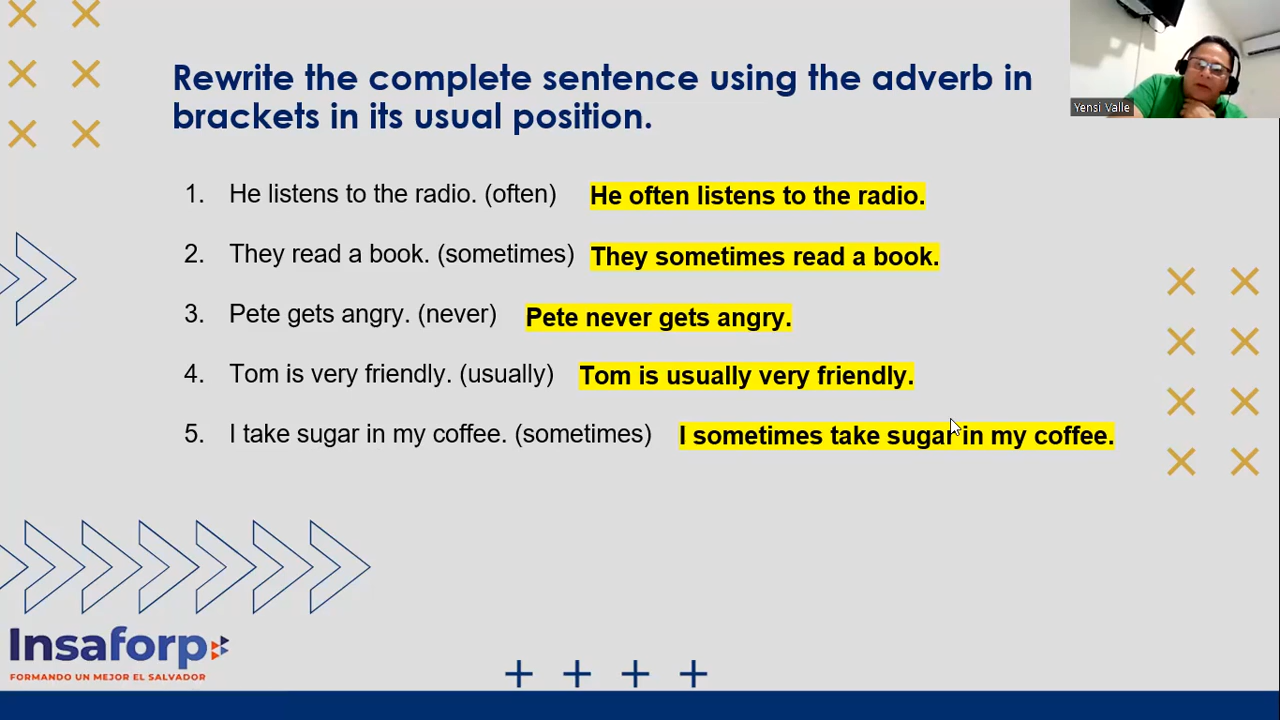 Rewrite the complete sentence using the adverb in
brackets in its usual position.
Yensi Valle
1. He listens to the radio. (often) He often listens to the radio.
2. They read a book. (sometimes) They sometimes read a book.
3. Pete gets angry. (never) Pete never gets angry.
4. Tom is very friendly. (usually) Tom is usually very friendly.
5. I take sugar in my coffee. (sometimes) I sometimes take sugar in my coffee.
Insaforp
FORMANDO UN MEJOR EL SALVADOR